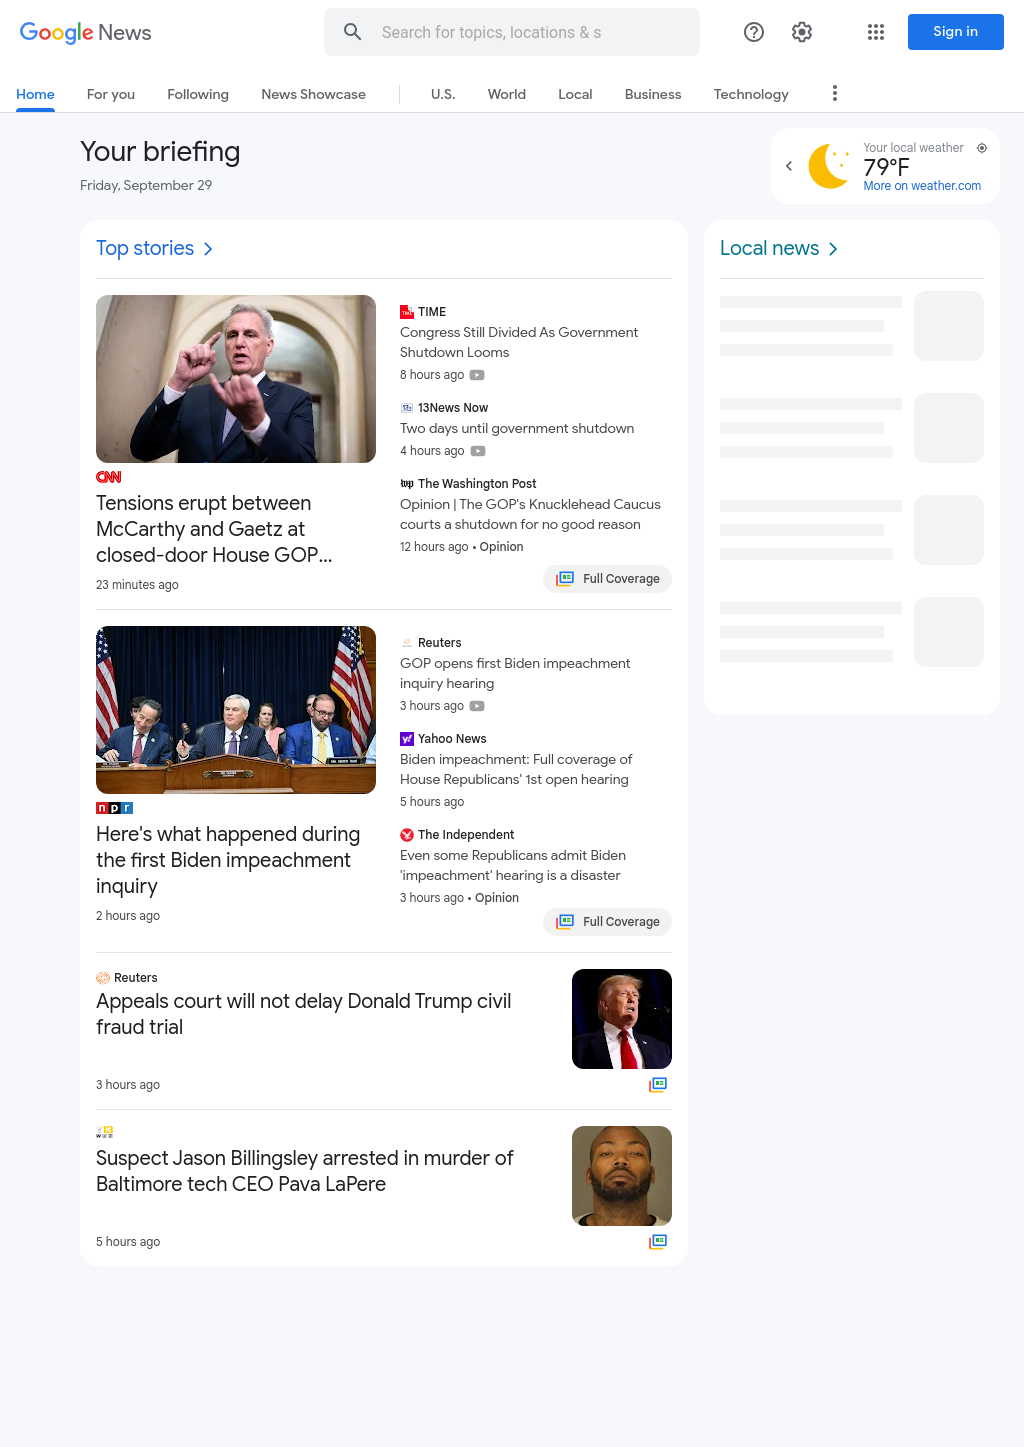 Google News
Search for topics, locations & s
Sign in
Home
For you
Following
News Showcase
U.S.
World
Local
Business
Technology
Your briefing
Friday, September 29
Your local weather
79°F
More on weather.com
Top stories
CNN
Tensions erupt between
McCarthy and Gaetz at
closed-door House GOP...
23 minutes ago
TIME
Congress Still Divided As Government
Shutdown Looms
8 hours ago
13News Now
Two days until government shutdown
4 hours ago
The Washington Post
Opinion | The GOP's Knucklehead Caucus
courts a shutdown for no good reason
12 hours ago • Opinion
Full Coverage
npr
Here's what happened during
the first Biden impeachment
inquiry
2 hours ago
Reuters
GOP opens first Biden impeachment
inquiry hearing
3 hours ago
Yahoo News
Biden impeachment: Full coverage of
House Republicans' 1st open hearing
5 hours ago
The Independent
Even some Republicans admit Biden
'impeachment' hearing is a disaster
3 hours ago • Opinion
Full Coverage
Reuters
Appeals court will not delay Donald Trump civil
fraud trial
3 hours ago
Suspect Jason Billingsley arrested in murder of
Baltimore tech CEO Pava LaPere
5 hours ago
Local news